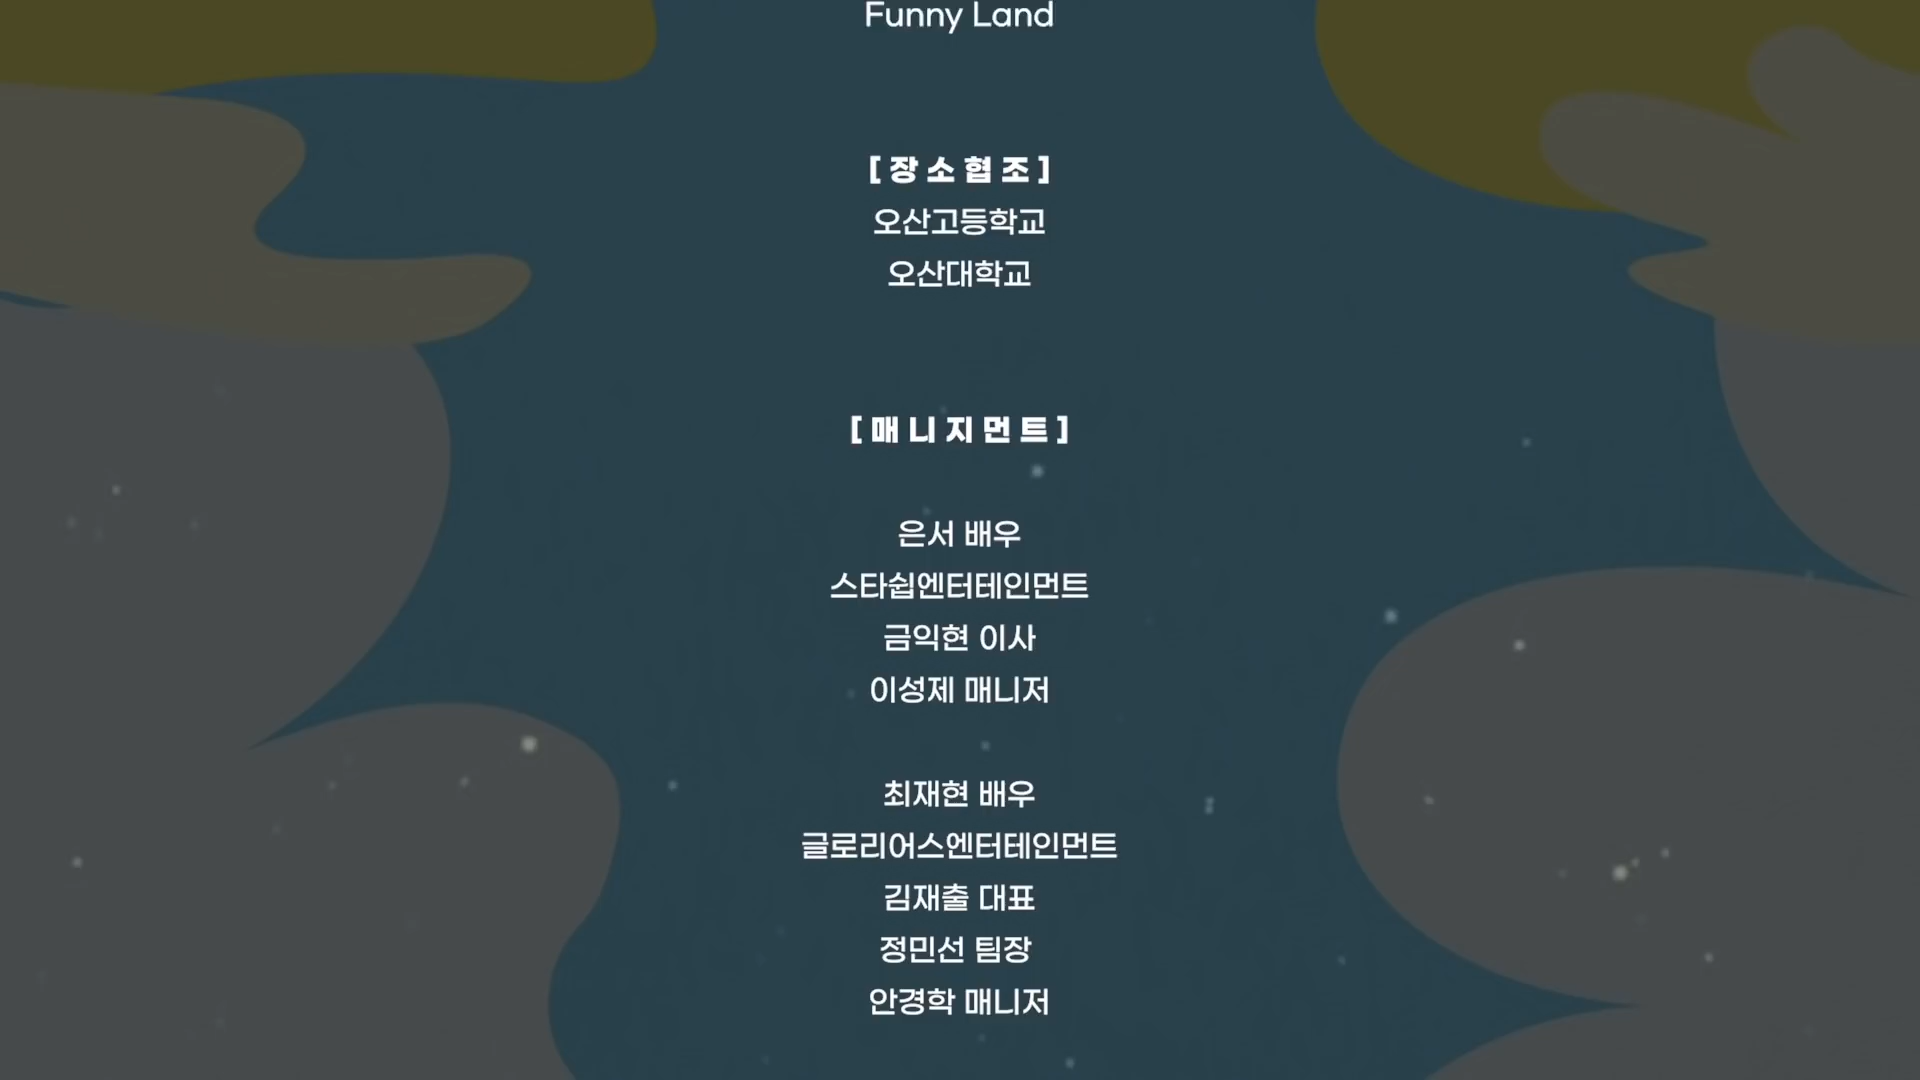 Funny Land
[장소협조]
오산고등학교
오산대학교
[매니지먼트]
은서 배우
스타쉽엔터테인먼트
금익현 이사
이성제 매니저
최재현 배우
글로리어스엔터테인먼트
김재출 대표
정민선 팀장
안경학 매니저